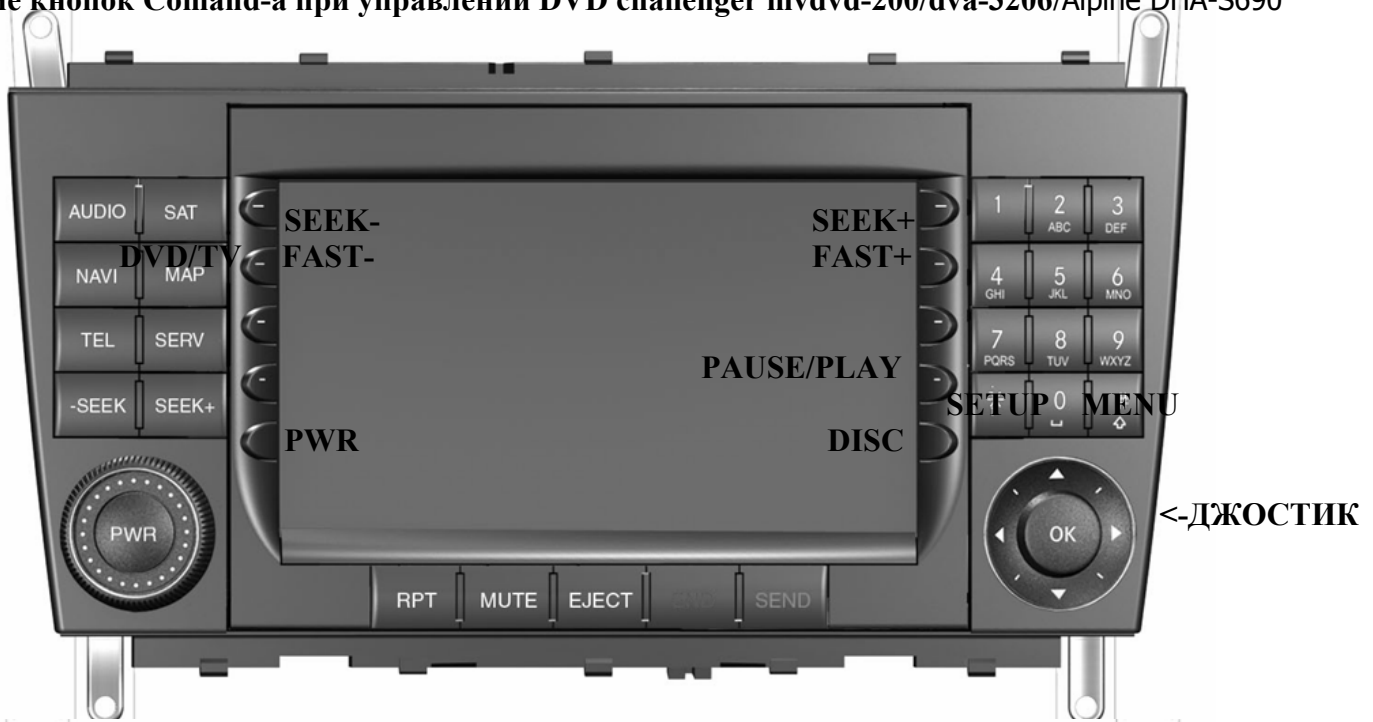 кнопок Comand-а при управлении DVD challenger mvdvd-200/dva-5206/Alpine DHA-S690
AUDIO SAT SEEK- SEEK+ 1 2 ABC 3 DEF
DVD/TV FAST- FAST+
NAVI MAP 4 GHI 5 JKL 6 MNO
TEL SERV 7 PQRS 8 TUV 9 WXYZ
PAUSE/PLAY
-SEEK SEEK+ SETUP 0 MENU
PWR DISC
<-ДЖОСТИК
PWR OK
RPT MUTE EJECT END SEND